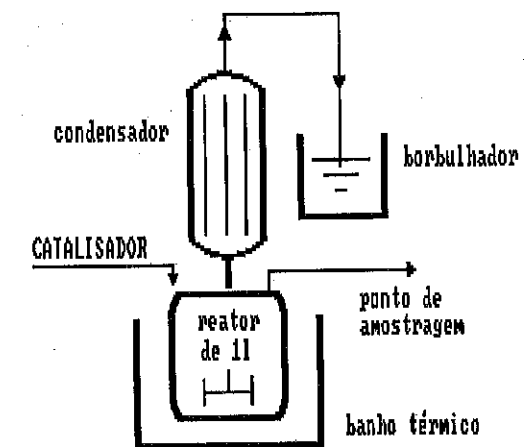 condensador
borbulhador
CATALISADOR
reator
de 1l
ponto de
amostragem
banho térmico